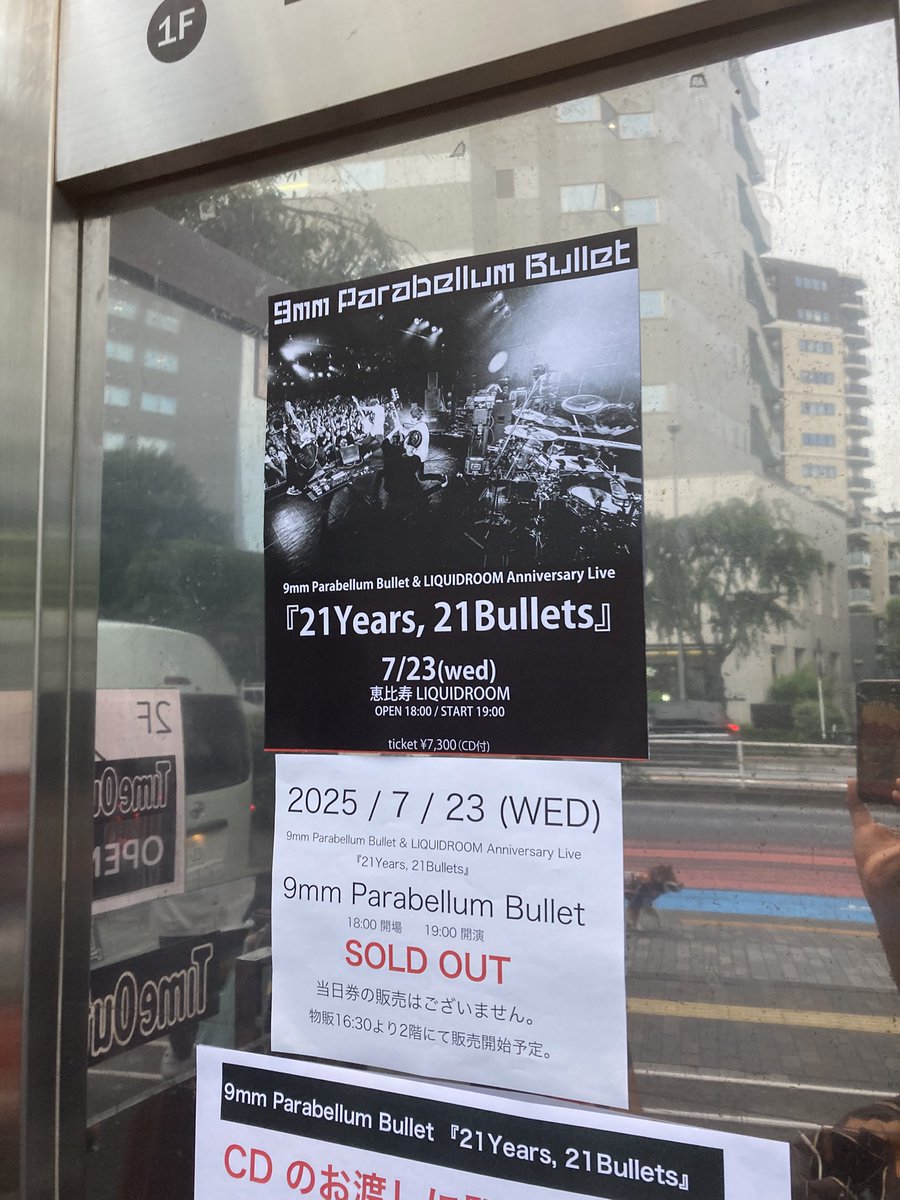 1F
9mm Parabellum Bullet
9mm Parabellum Bullet & LIQUIDROOM Anniversary Live
『21Years, 21Bullets』
7/23(wed)
恵比寿 LIQUIDROOM
OPEN 18:00 / START 19:00
ticket ¥7,300(CD付)
2025 / 7 / 23 (WED)
9mm Parabellum Bullet & LIQUIDROOM Anniversary Live
『21Years, 21Bullets』
9mm Parabellum Bullet
18:00 開場 19:00 開演
SOLD OUT
当日券の販売はございません。
物販16:30より2階にて販売開始予定。
2F
TimeOu
OPEN
TimeOu
9mm Parabellum Bullet 『21Years, 21Bullets』
CD のお渡し